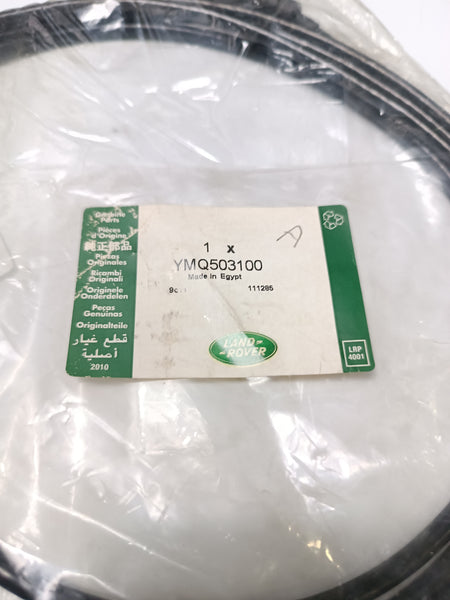 Genuine
Parts
Pièces
d'Origine
純正部品
Piezas
Originales
Ricambi
Originali
Originele
Onderdelen
Peças
Genuinas
Originalteile
قطع غيار
أصلية
2010
1 x
YMQ503100
Made in Egypt
111285
LAND
ROVER
LRP
4001